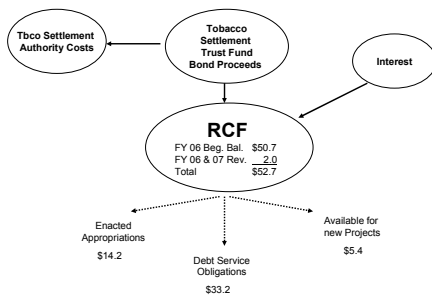 Tbco Settlement
Authority Costs
Tobacco
Settlement
Trust Fund
Bond Proceeds
Interest
RCF
FY 06 Beg. Bal. $50.7
FY 06 & 07 Rev. 2.0
Total $52.7
Enacted
Appropriations
$14.2
Debt Service
Obligations
$33.2
Available for
new Projects
$5.4